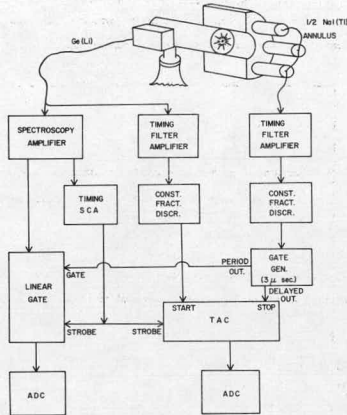 1/2 NaI(Tl)
ANNULUS
Ge(Li)
SPECTROSCOPY
AMPLIFIER
TIMING
FILTER
AMPLIFIER
TIMING
FILTER
AMPLIFIER
TIMING
SCA
CONST.
FRACT.
DISCR.
CONST.
FRACT.
DISCR.
LINEAR
GATE
GATE
PERIOD
OUT.
GATE
GEN.
(3 μ sec.)
DELAYED
OUT.
START
STOP
TAC
STROBE
STROBE
ADC
ADC